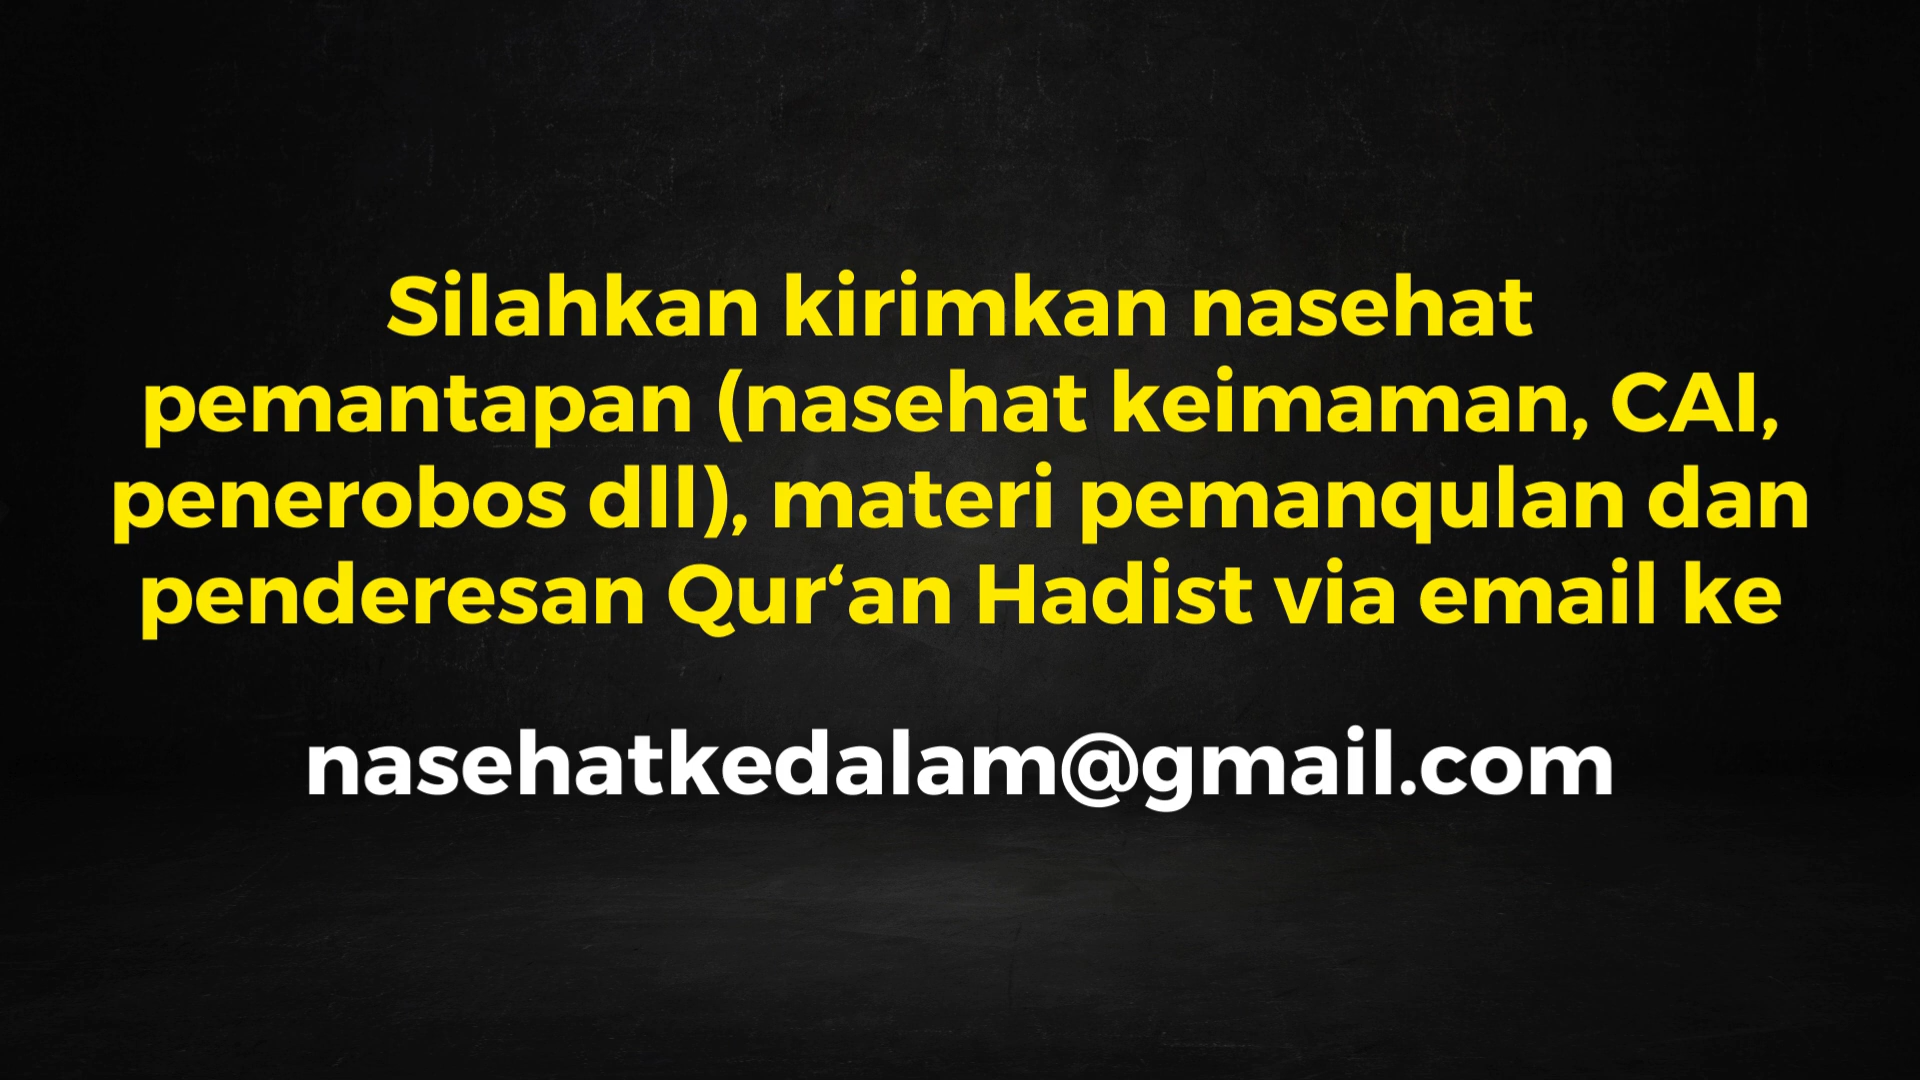 Silahkan kirimkan nasehat
pemantapan (nasehat keimaman, CAI,
penerobos dll), materi pemanqulan dan
penderesan Qur‘an Hadist via email ke
nasehatkedalam@gmail.com